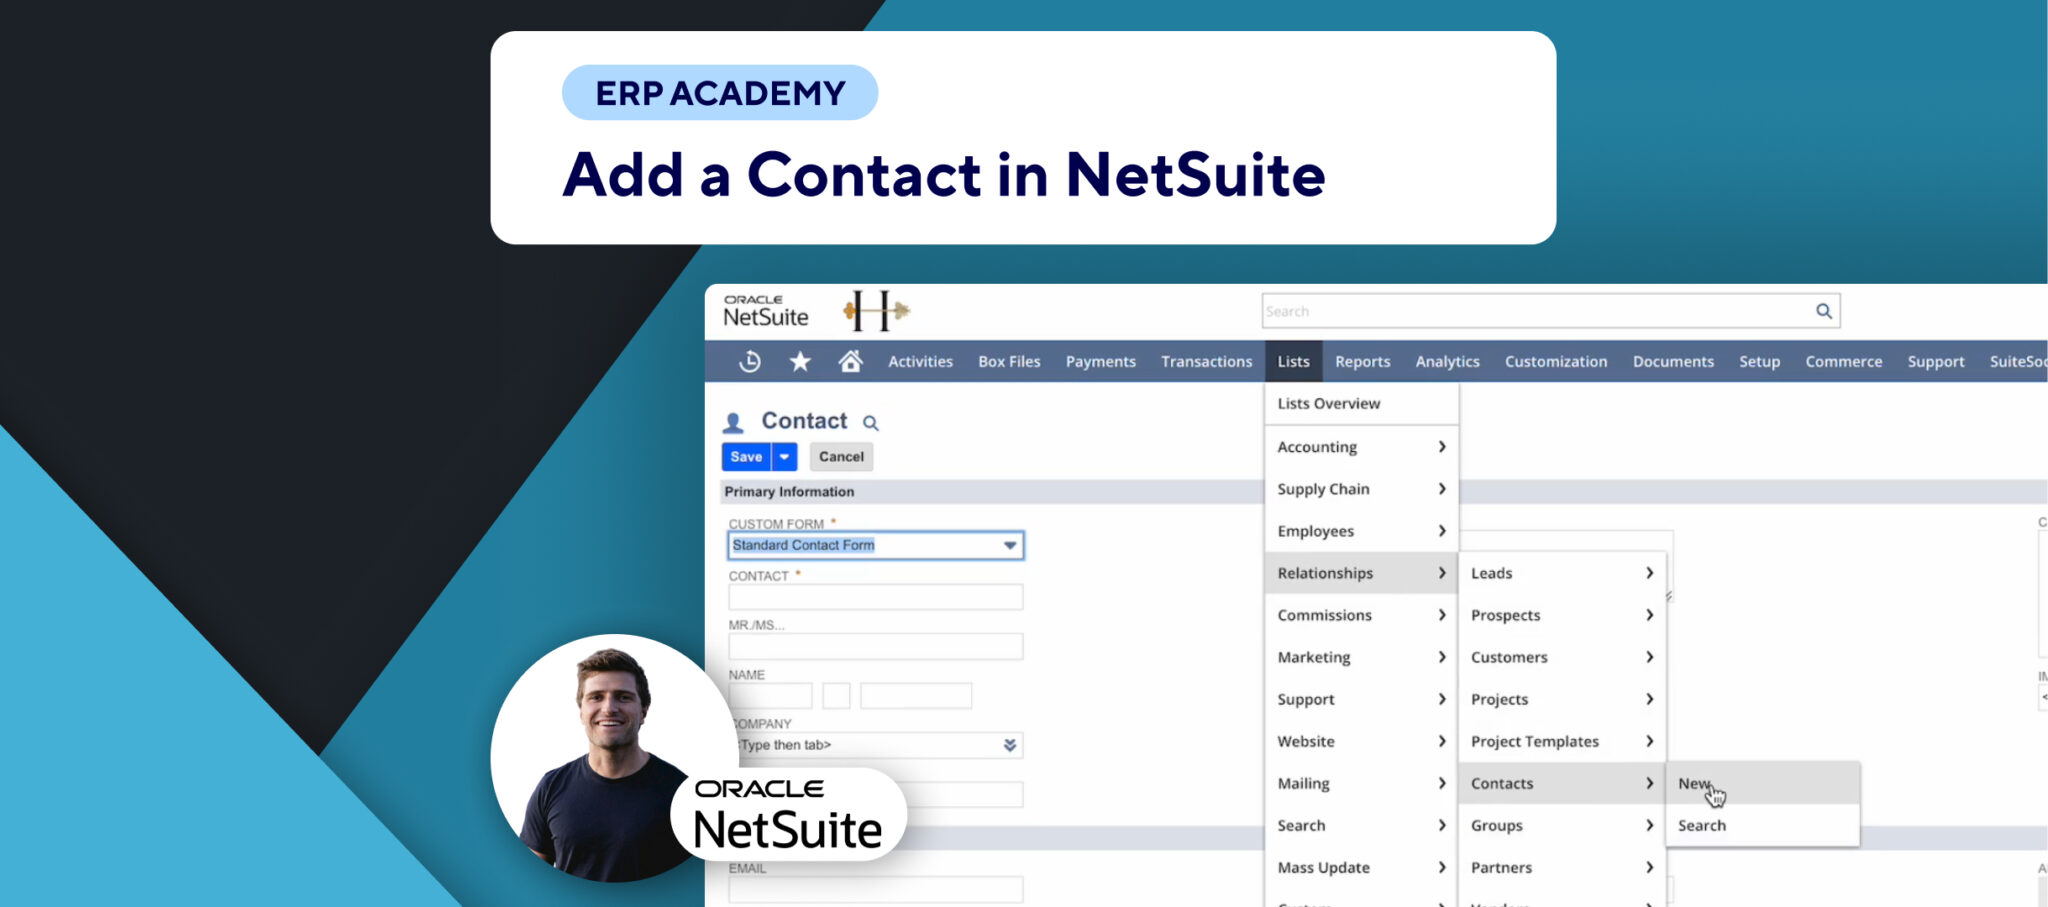 ERP ACADEMY
Add a Contact in NetSuite
ORACLE
NetSuite
H
Search
Activities Box Files Payments Transactions Lists Reports Analytics Customization Documents Setup Commerce Support
Lists Overview
Contact
Save
Cancel
Accounting
Primary Information
Supply Chain
CUSTOM FORM *
Standard Contact Form
Employees
CONTACT *
Relationships
Leads
Commissions
Prospects
MR./MS...
Marketing
Customers
NAME
Support
Projects
COMPANY
<Type then tab>
Website
Project Templates
Mailing
Contacts
New
Search
Groups
Search
Mass Update
Partners
ORACLE
NetSuite
EMAIL